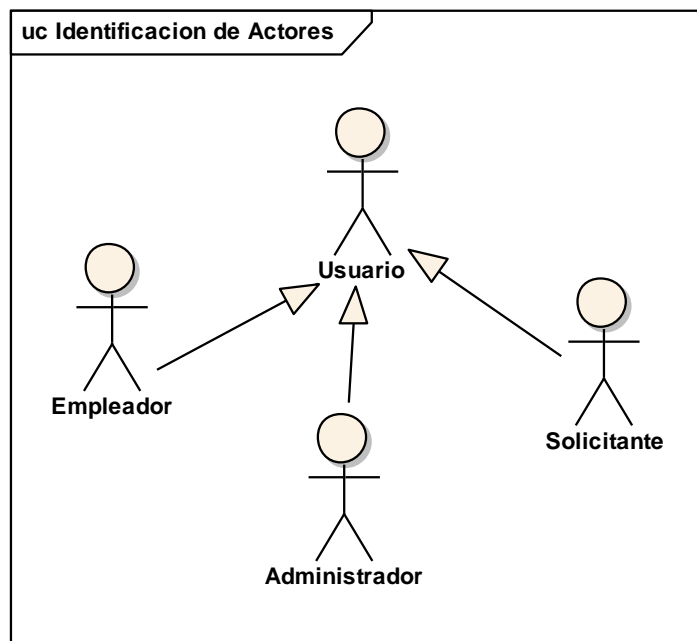 uc Identificacion de Actores
Usuario
Empleador
Solicitante
Administrador